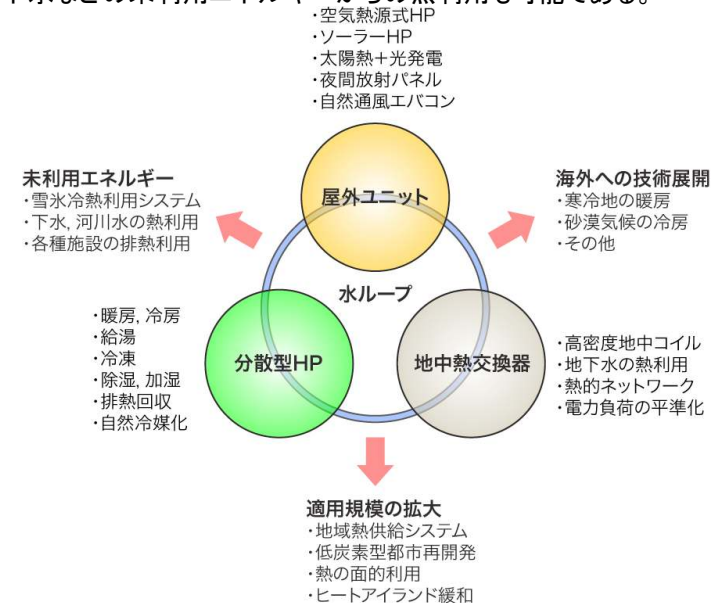 ・空気熱源式HP
・ソーラーHP
・太陽熱＋光発電
・夜間放射パネル
・自然通風エバコン
屋外ユニット
未利用エネルギー
・雪氷冷熱利用システム
・下水, 河川水の熱利用
・各種施設の排熱利用
海外への技術展開
・寒冷地の暖房
・砂漠気候の冷房
・その他
水ループ
・暖房, 冷房
・給湯
・冷凍
・除湿, 加湿
・排熱回収
・自然冷媒化
分散型HP
地中熱交換器
・高密度地中コイル
・地下水の熱利用
・熱的ネットワーク
・電力負荷の平準化
適用規模の拡大
・地域熱供給システム
・低炭素型都市再開発
・熱の面的利用
・ヒートアイランド緩和